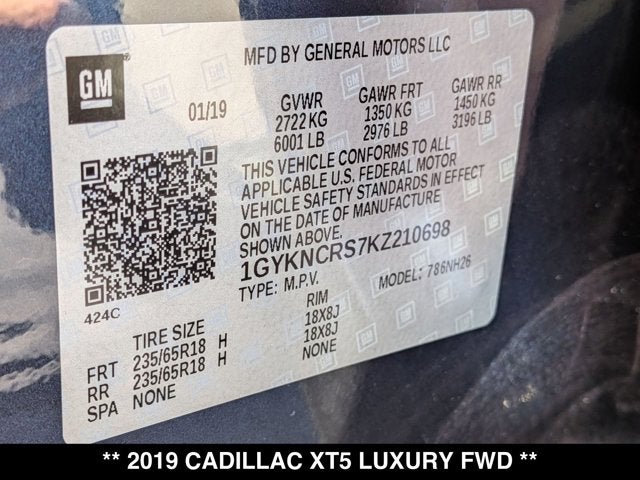 GM
MFD BY GENERAL MOTORS LLC
01/19
GVWR
2722 KG
6001 LB
GAWR FRT
1350 KG
2976 LB
GAWR RR
1450 KG
3196 LB
THIS VEHICLE CONFORMS TO ALL
APPLICABLE U.S. FEDERAL MOTOR
VEHICLE SAFETY STANDARDS IN EFFECT
ON THE DATE OF MANUFACTURE
SHOWN ABOVE.
1GYKNCRS7KZ210698
TYPE: M.P.V. MODEL: 786NH26
424C
TIRE SIZE RIM
FRT 235/65R18 H 18X8J
RR 235/65R18 H 18X8J
SPA NONE NONE
** 2019 CADILLAC XT5 LUXURY FWD **